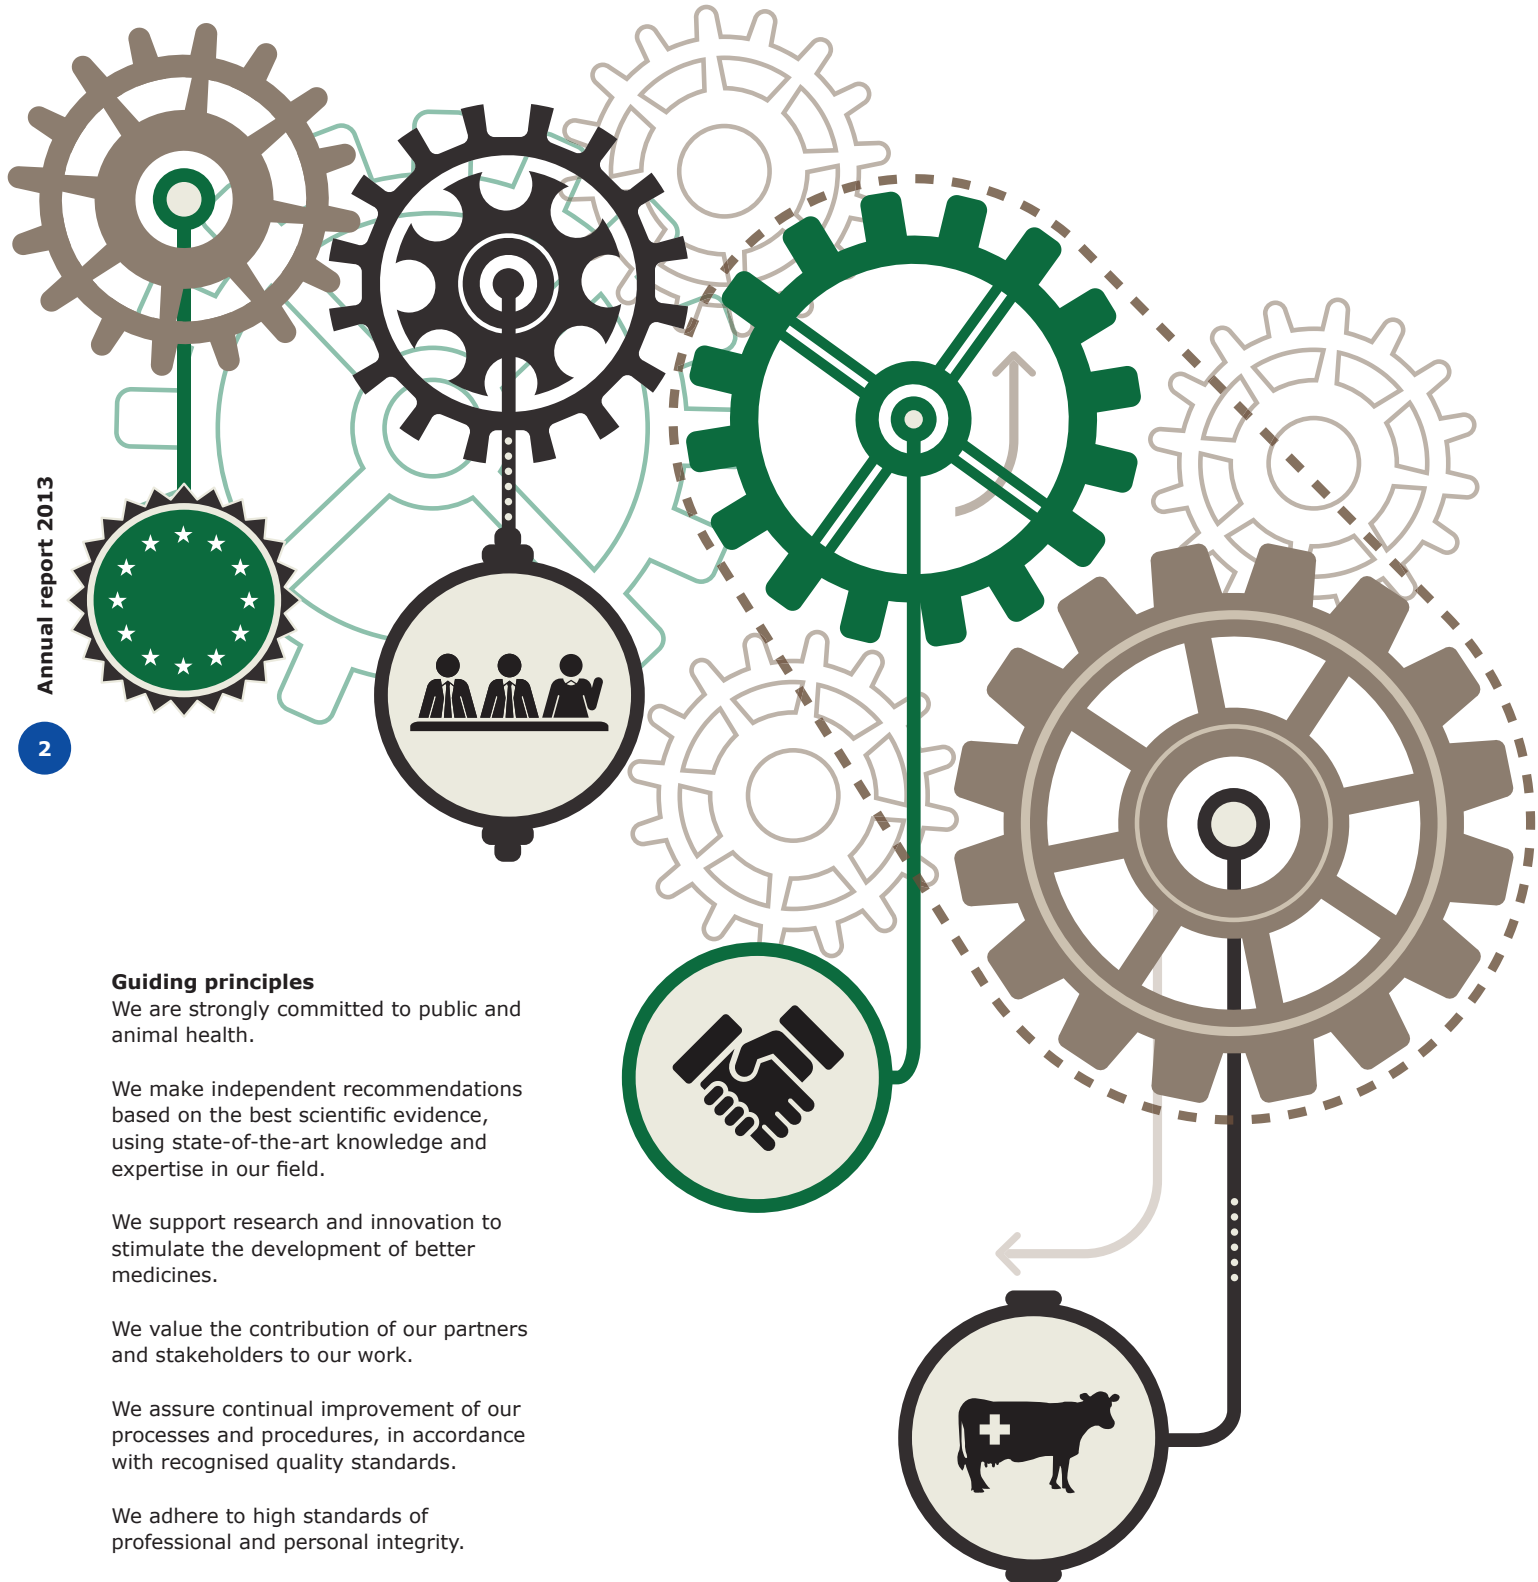 Annual report 2013
2
Guiding principles
We are strongly committed to public and
animal health.
We make independent recommendations
based on the best scientific evidence,
using state-of-the-art knowledge and
expertise in our field.
We support research and innovation to
stimulate the development of better
medicines.
We value the contribution of our partners
and stakeholders to our work.
We assure continual improvement of our
processes and procedures, in accordance
with recognised quality standards.
We adhere to high standards of
professional and personal integrity.